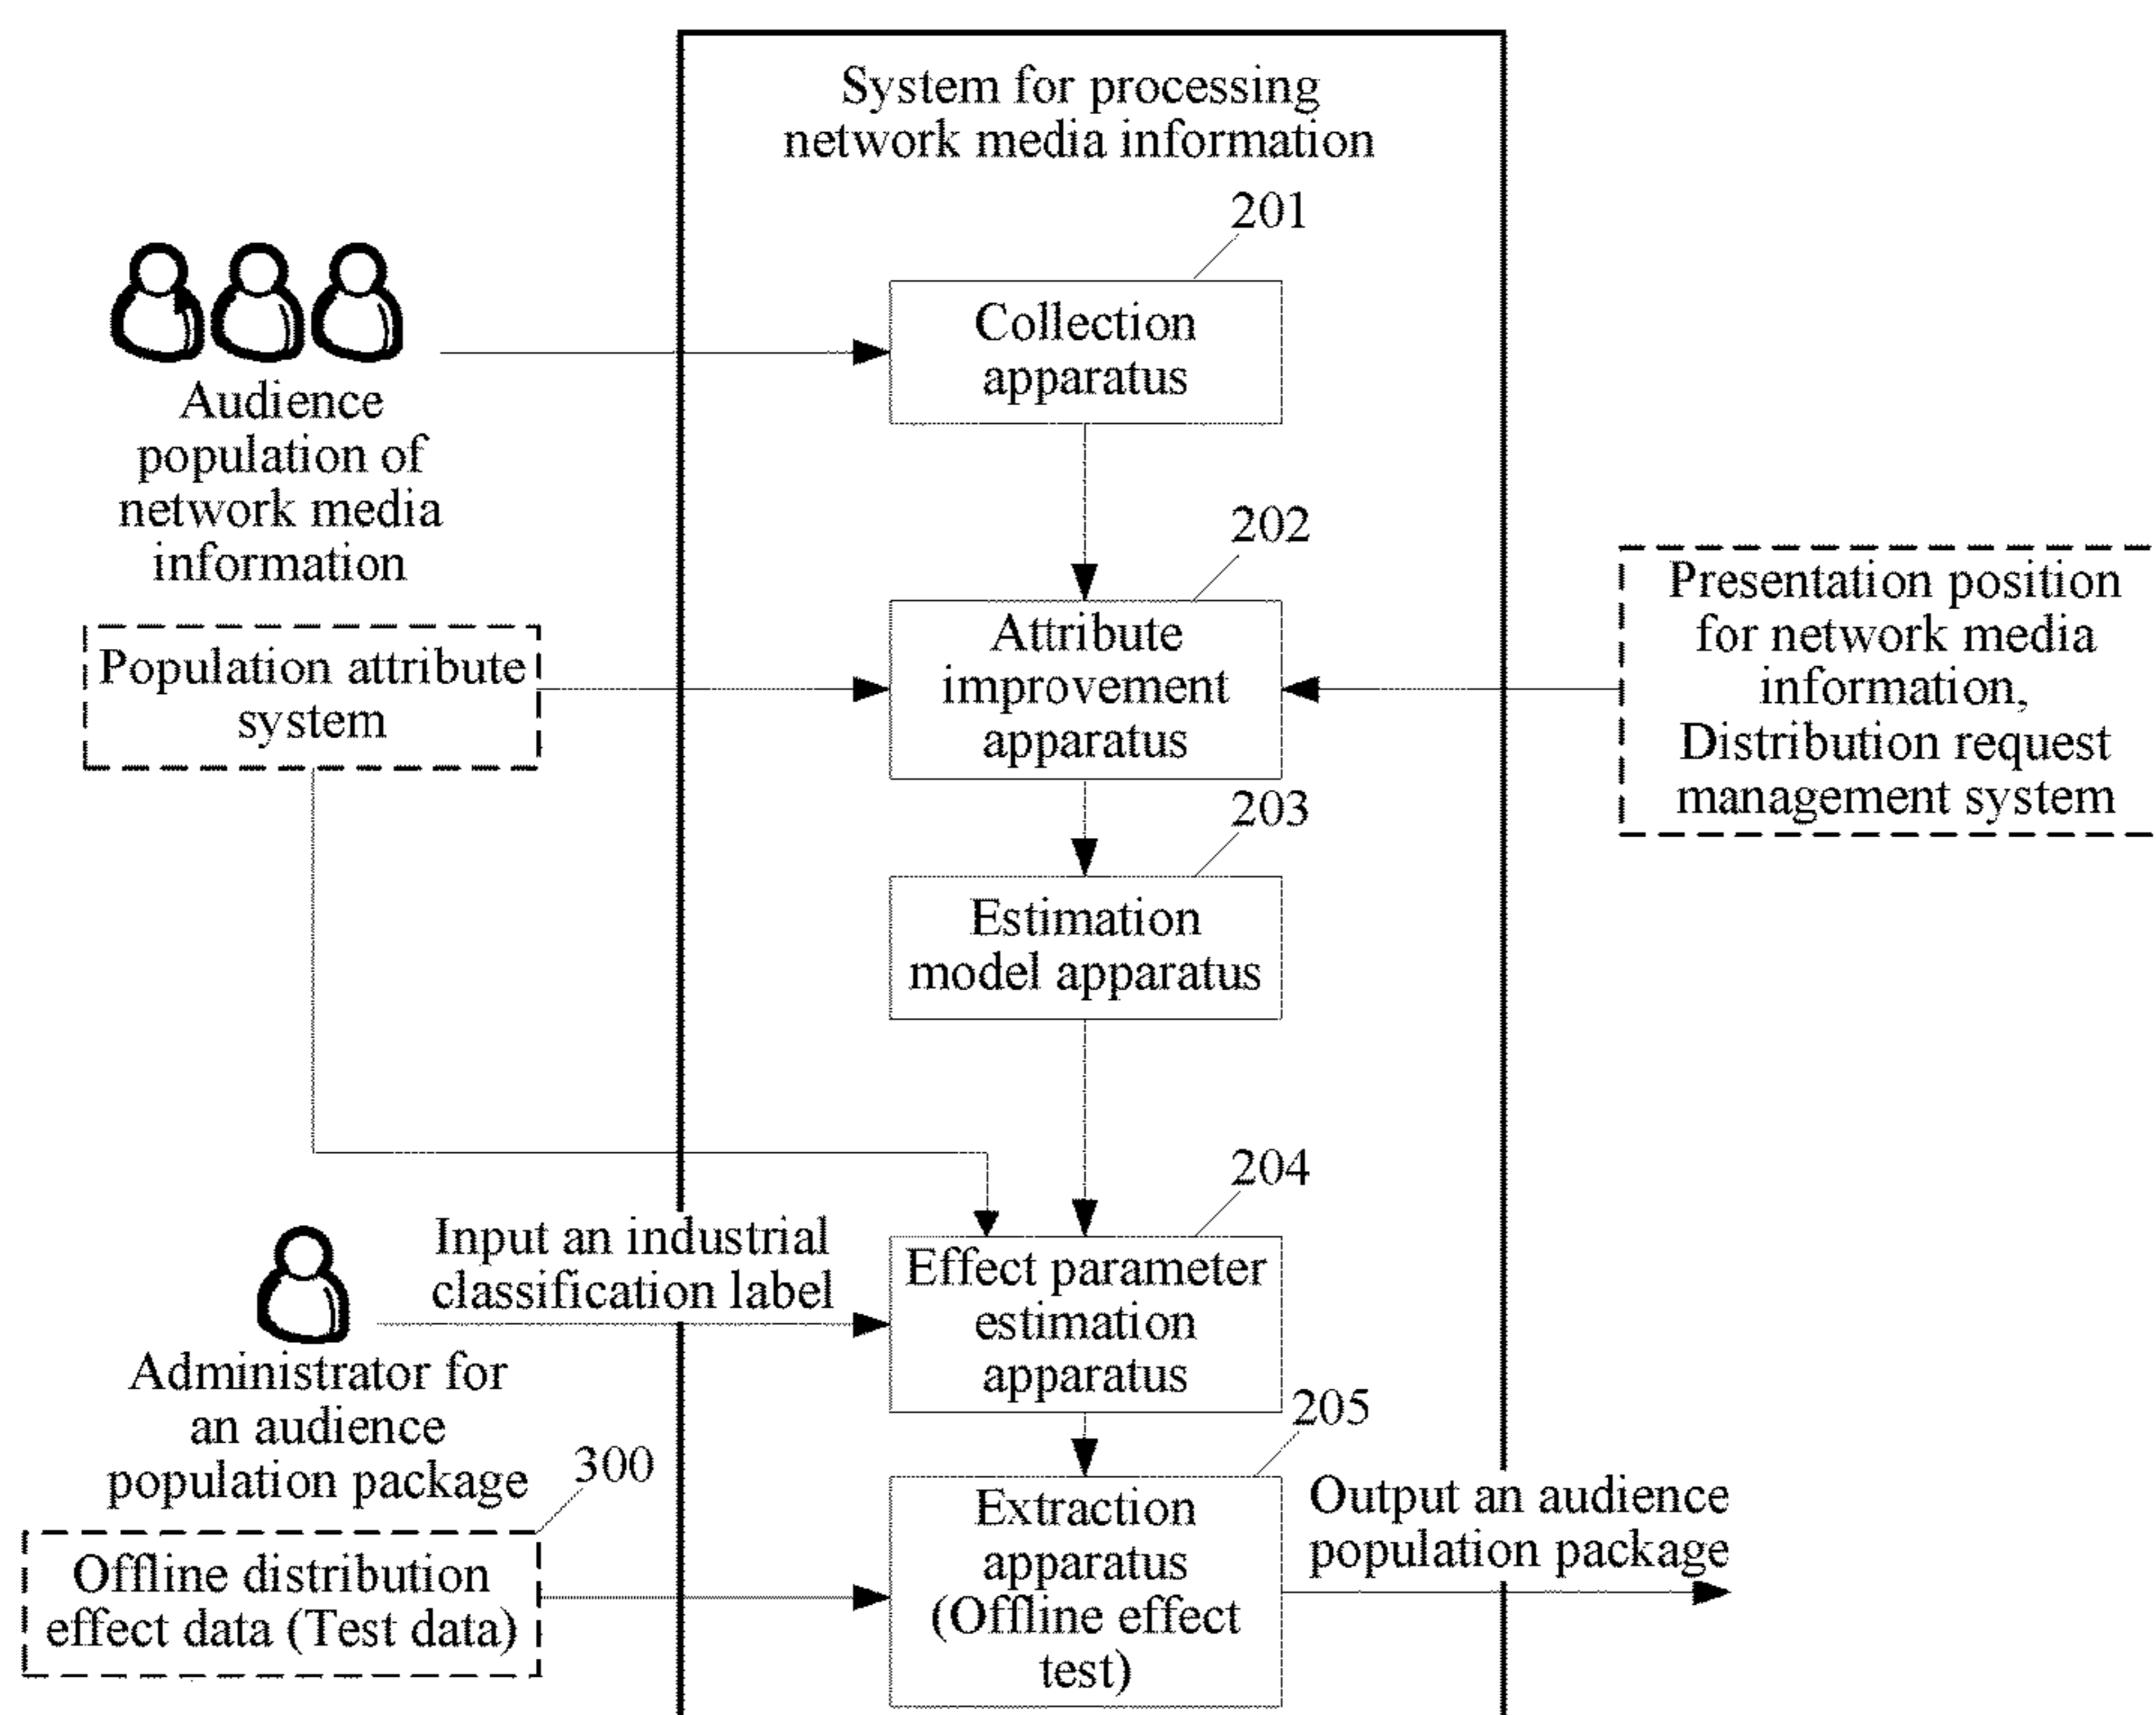 System for processing
network media information
201
Collection
apparatus
Audience
population of
network media
information
202
Attribute
improvement
apparatus
Population attribute
system
Presentation position
for network media
information,
Distribution request
management system
203
Estimation
model apparatus
204
Input an industrial
classification label
Effect parameter
estimation
apparatus
Administrator for
an audience
population package
205
300
Extraction
apparatus
(Offline effect
test)
Output an audience
population package
Offline distribution
effect data (Test data)